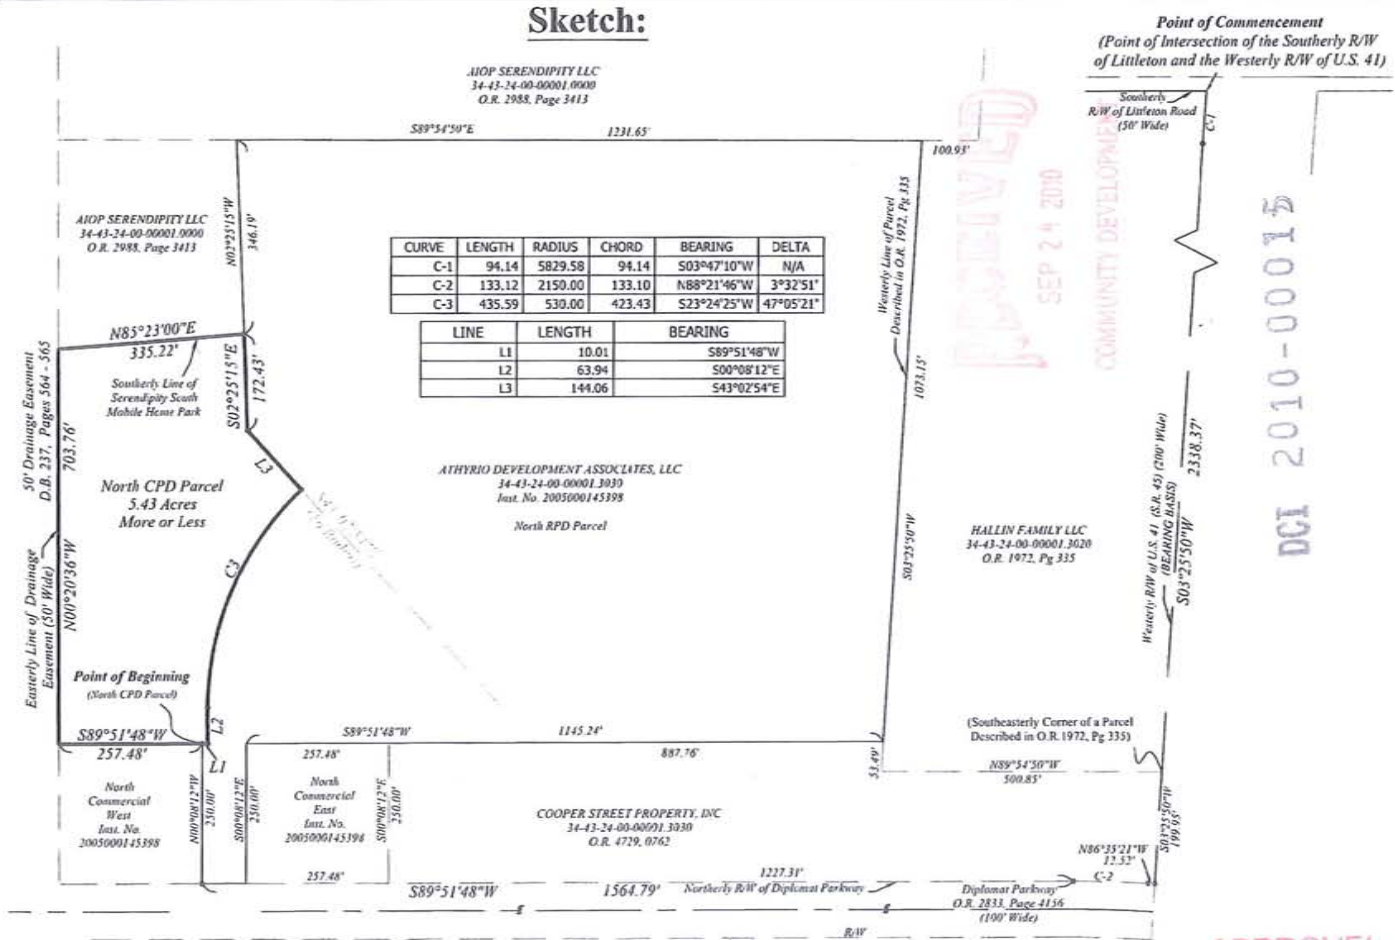 Sketch:
Point of Commencement
(Point of Intersection of the Southerly R/W
of Littleton and the Westerly R/W of U.S. 41)
AIOP SERENDIPITY LLC
34-43-24-00-00001.0000
O.R. 2988, Page 3413
S89°54'50"E
1231.65'
100.93'
Southerly
R/W of Littleton Road
(50' Wide)
C-1
RECEIVED
SEP 24 2010
COMMUNITY DEVELOPMENT
DCI 2010-00015
AIOP SERENDIPITY LLC
34-43-24-00-00001.0000
O.R. 2988, Page 3413
N02°25'15"W
346.19'
CURVE LENGTH RADIUS CHORD BEARING DELTA
C-1 94.14 5829.58 94.14 S03°47'10"W N/A
C-2 133.12 2150.00 133.10 N88°21'46"W 3°32'51"
C-3 435.59 530.00 423.43 S23°24'25"W 47°05'21"
LINE LENGTH BEARING
L1 10.01 S89°51'48"W
L2 63.94 S00°08'12"E
L3 144.06 S43°02'54"E
Westerly Line of Parcel
Described in O.R. 1972, Pg 335
1073.15'
S03°25'50"W
N85°23'00"E
335.22'
Southerly Line of
Serendipity South
Mobile Home Park
S02°25'15"E
172.43'
50' Drainage Easement
D.B. 237, Pages 564 - 565
703.76'
N00°20'36"W
Easterly Line of Drainage
Easement (50' Wide)
L3
North CPD Parcel
5.43 Acres
More or Less
C3
ATHYRIO DEVELOPMENT ASSOCIATES, LLC
34-43-24-00-00001.3030
Inst. No. 2005000145398
North RPD Parcel
HALLIN FAMILY LLC
34-43-24-00-00001.3020
O.R. 1972, Pg 335
Westerly R/W of U.S. 41 (S.R. 45) (200' Wide)
(BEARING BASIS)
S03°25'50"W
2338.37'
Point of Beginning
(North CPD Parcel)
S89°51'48"W
257.48'
L2
L1
S89°51'48"W
1145.24'
257.48'
887.76'
53.49'
(Southeasterly Corner of a Parcel
Described in O.R. 1972, Pg 335)
N89°54'50"W
500.85'
S03°25'50"W
199.95'
North
Commercial
West
Inst. No.
2005000145398
N00°08'12"W
250.00'
S00°08'12"E
250.00'
North
Commercial
East
Inst. No.
2005000145398
S00°08'12"E
250.00'
COOPER STREET PROPERTY, INC
34-43-24-00-00001.3030
O.R. 4729, 0762
N86°35'21"W
12.52'
C-2
257.48'
1227.31'
S89°51'48"W
1564.79'
Northerly R/W of Diplomat Parkway
Diplomat Parkway
O.R. 2833, Page 4156
(100' Wide)
R/W